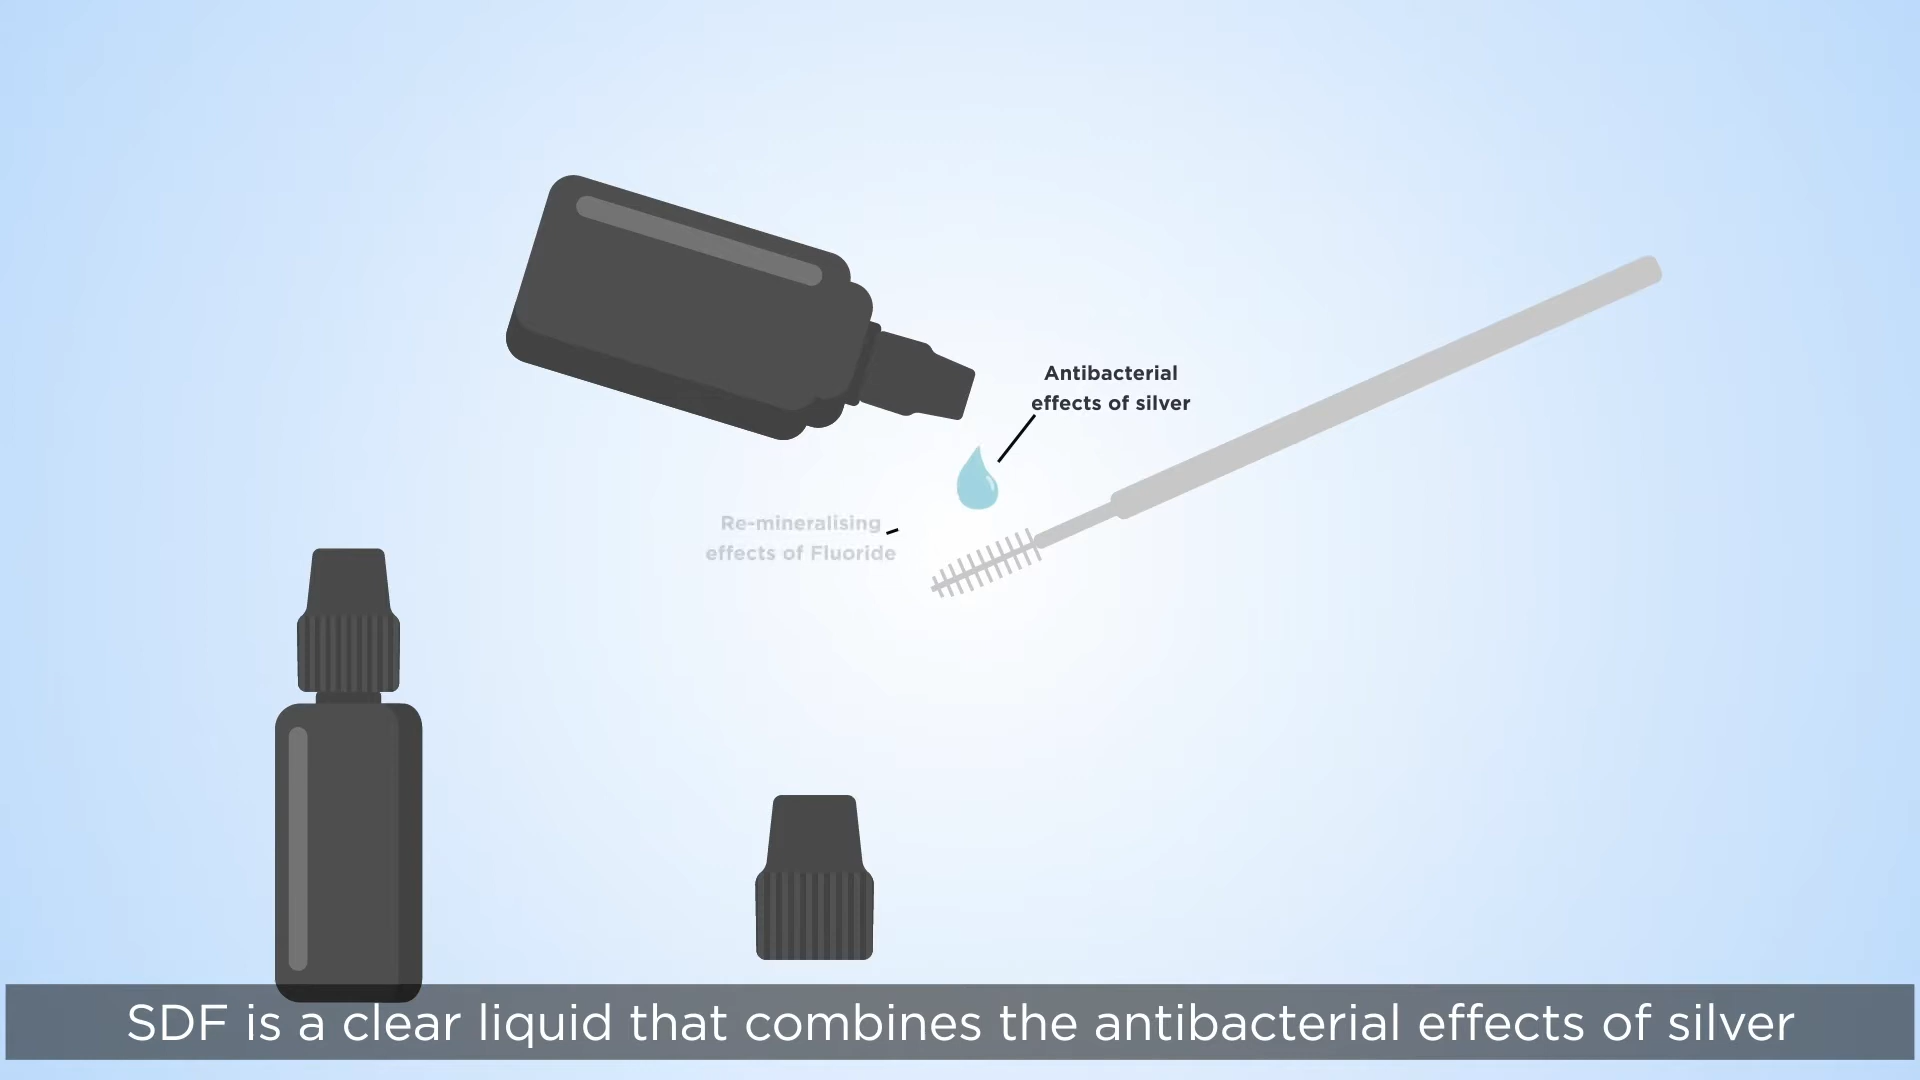 Antibacterial
effects of silver
Re-mineralising
effects of Fluoride
SDF is a clear liquid that combines the antibacterial effects of silver